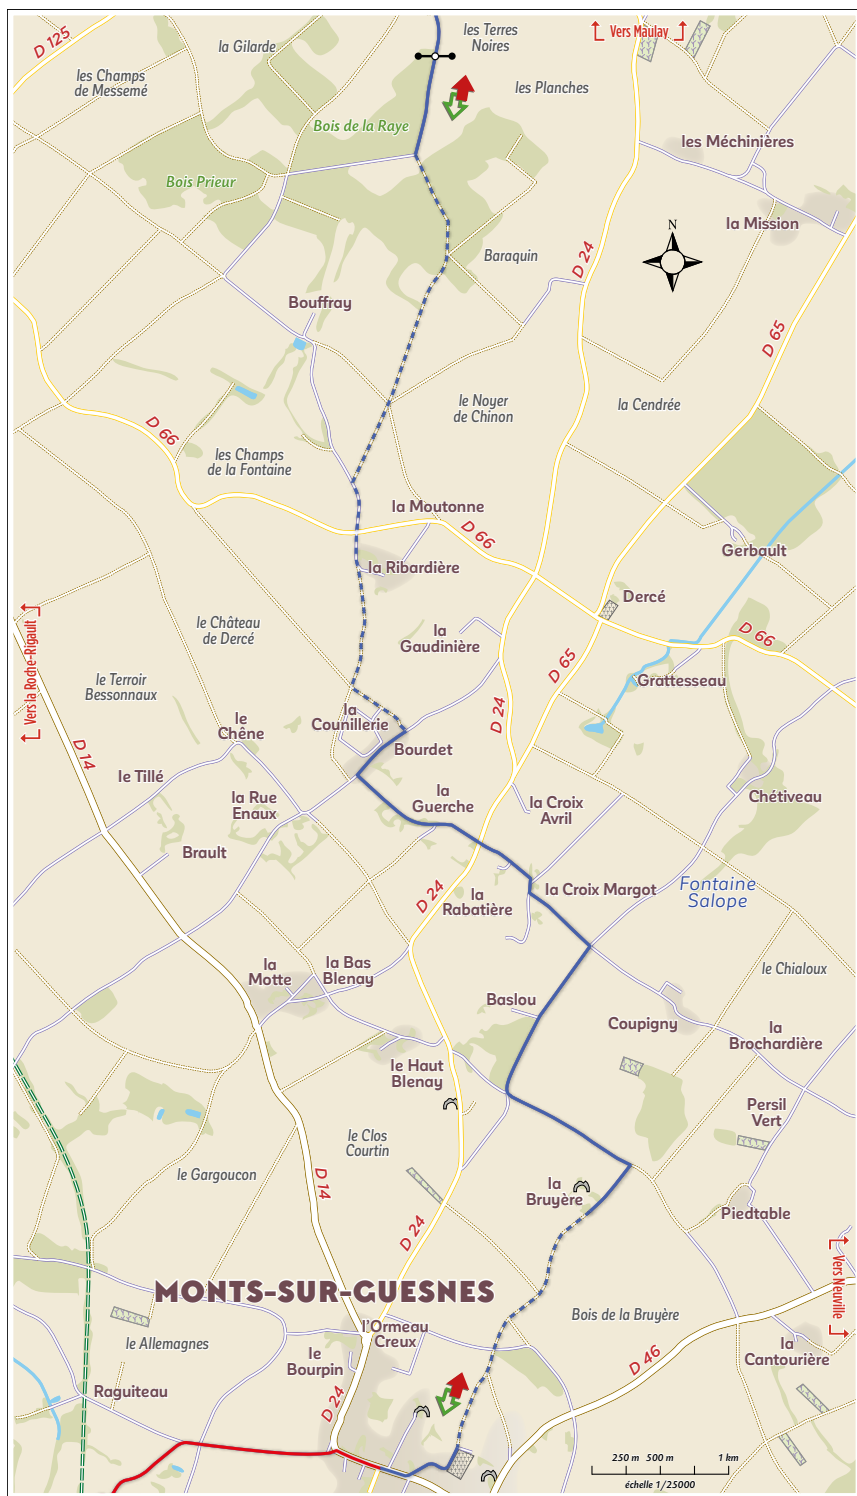 D 125
la Gilarde
les Terres
Noires
Vers Maulay
les Champs
de Messemé
les Planches
Bois de la Raye
les Méchinières
Bois Prieur
la Mission
N
Baraquin
D 24
Bouffray
D 65
le Noyer
de Chinon
la Cendrée
D 66
les Champs
de la Fontaine
la Moutonne
D 66
Gerbault
la Ribardière
Dercé
le Château
de Dercé
la
Gaudinière
D 66
Vers la Roche-Rigault
le Terroir
Bessonnaux
D 65
Grattesseau
la
Counillerie
D 24
le
Chêne
D 14
Bourdet
le Tillé
la Rue
Enaux
la
Guerche
la Croix
Avril
Chétiveau
Brault
D 24
la
Rabatière
la Croix Margot
Fontaine
Salope
la
Motte
la Bas
Blenay
le Chialoux
Baslou
Coupigny
la
Brochardière
le Haut
Blenay
Persil
Vert
le Clos
Courtin
le Gargoucon
D 14
la
Bruyère
Piedtable
D 24
Vers Neuville
MONTS-SUR-GUESNES
Bois de la Bruyère
l'Ormeau
Creux
le Allemagnes
le
Bourpin
D 46
la
Cantourière
Raguiteau
D 24
250 m 500 m 1 km
échelle 1/25000